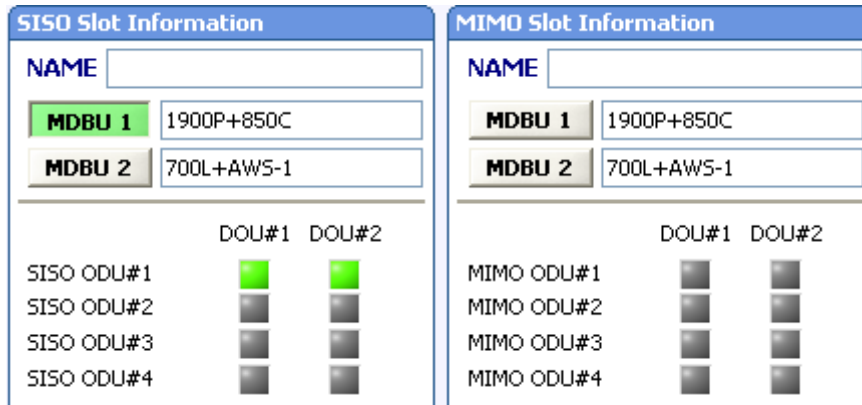 SISO Slot Information
NAME
MDBU 1 1900P+850C
MDBU 2 700L+AWS-1
DOU#1 DOU#2
SISO ODU#1
SISO ODU#2
SISO ODU#3
SISO ODU#4
MIMO Slot Information
NAME
MDBU 1 1900P+850C
MDBU 2 700L+AWS-1
DOU#1 DOU#2
MIMO ODU#1
MIMO ODU#2
MIMO ODU#3
MIMO ODU#4